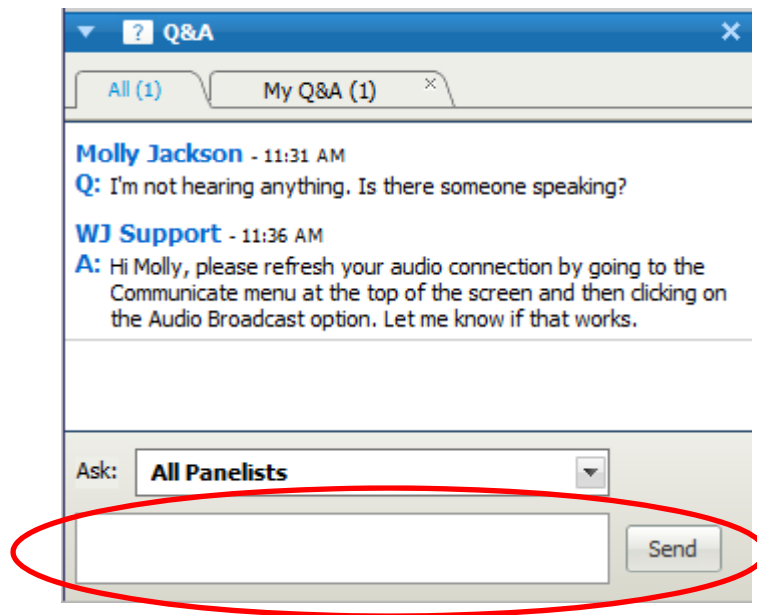 ? Q&A
All (1) My Q&A (1)
Molly Jackson - 11:31 AM
Q: I'm not hearing anything. Is there someone speaking?
WJ Support - 11:36 AM
A: Hi Molly, please refresh your audio connection by going to the
Communicate menu at the top of the screen and then clicking on
the Audio Broadcast option. Let me know if that works.
Ask: All Panelists
Send